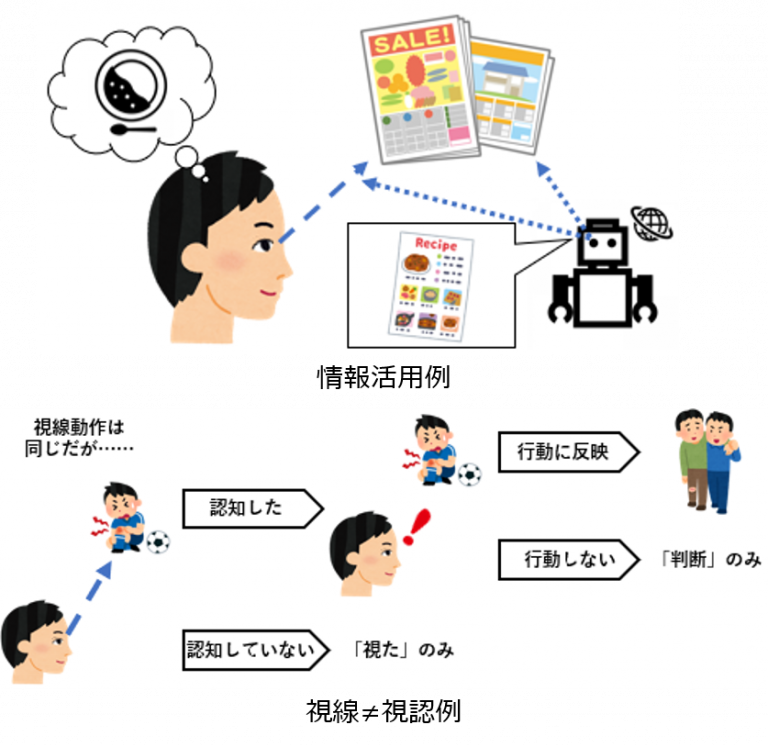 SALE!
Recipe
情報活用例
視線動作は
同じだが……
認知した
行動に反映
行動しない
「判断」のみ
認知していない
「視た」のみ
視線≠視認例